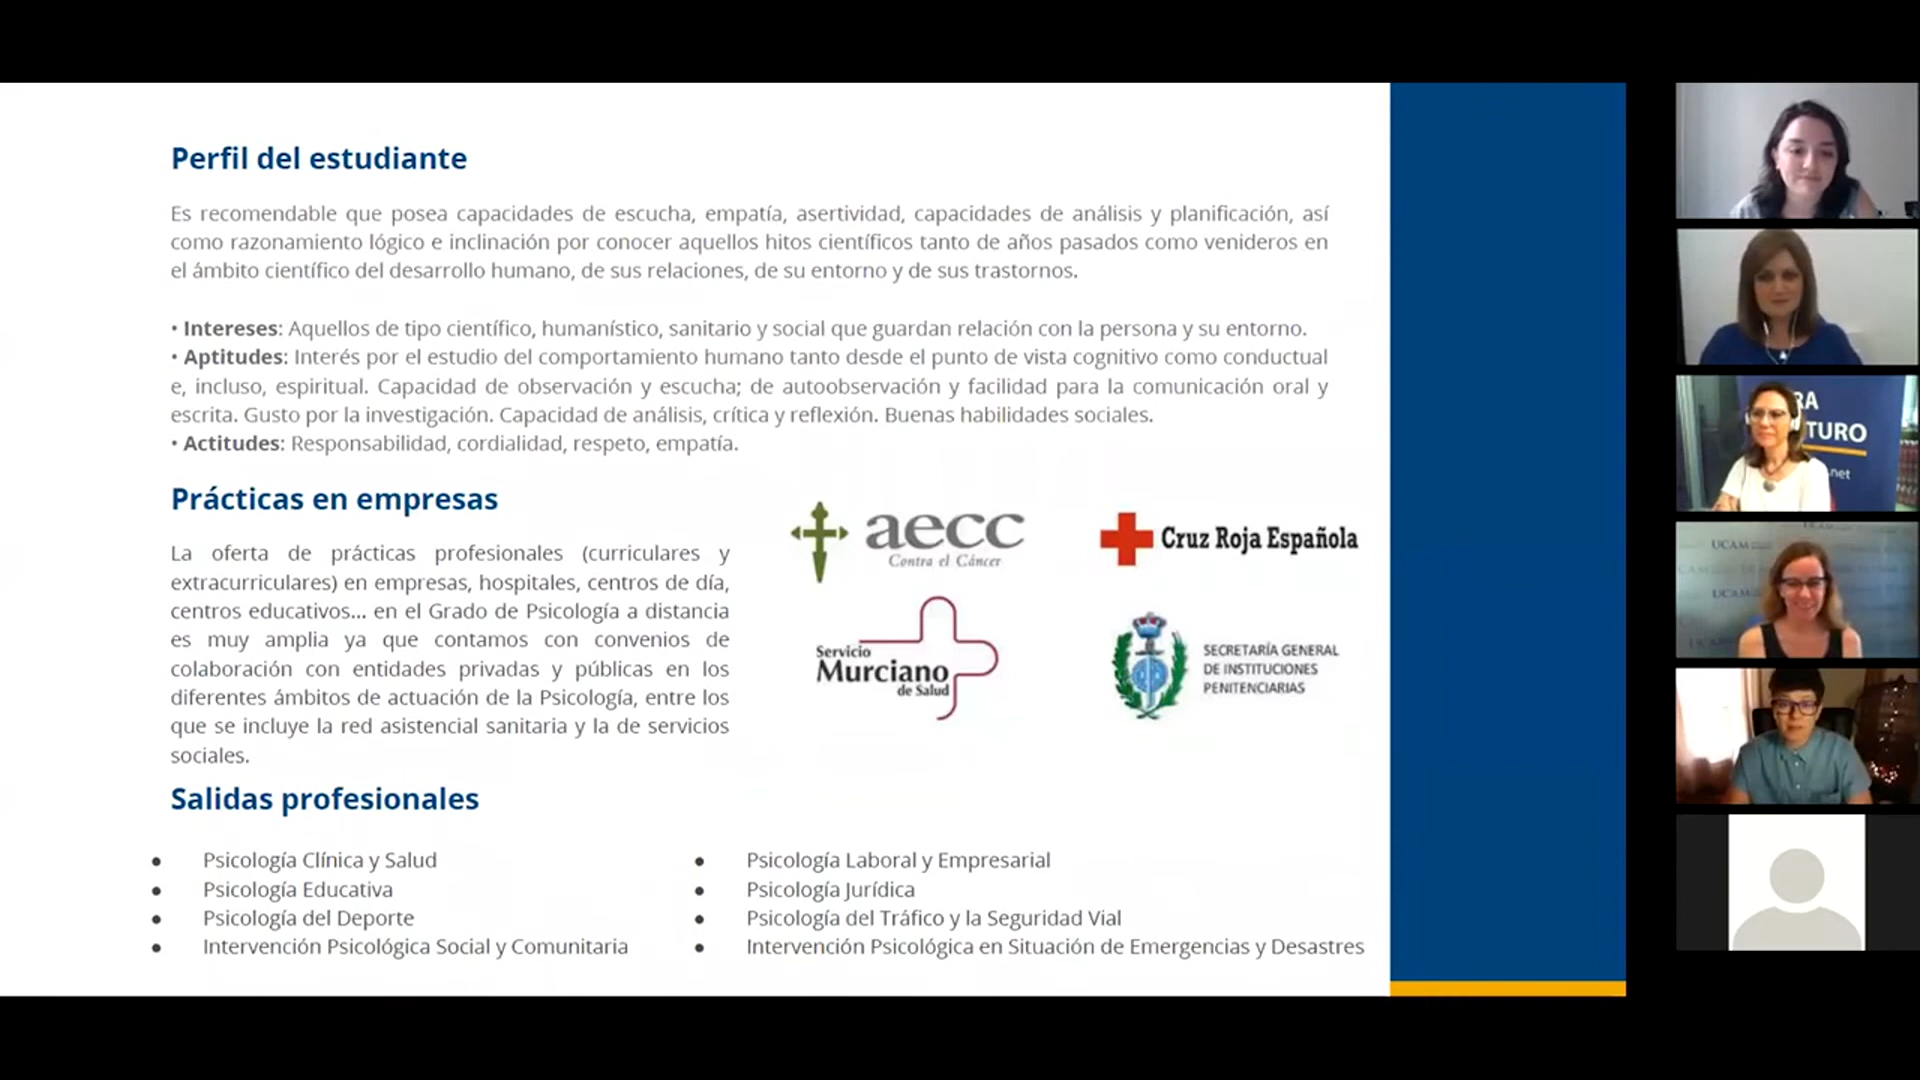 Perfil del estudiante
Es recomendable que posea capacidades de escucha, empatía, asertividad, capacidades de análisis y planificación, así
como razonamiento lógico e inclinación por conocer aquellos hitos científicos tanto de años pasados como venideros en
el ámbito científico del desarrollo humano, de sus relaciones, de su entorno y de sus trastornos.
• Intereses: Aquellos de tipo científico, humanístico, sanitario y social que guardan relación con la persona y su entorno.
• Aptitudes: Interés por el estudio del comportamiento humano tanto desde el punto de vista cognitivo como conductual
e, incluso, espiritual. Capacidad de observación y escucha; de autoobservación y facilidad para la comunicación oral y
escrita. Gusto por la investigación. Capacidad de análisis, crítica y reflexión. Buenas habilidades sociales.
• Actitudes: Responsabilidad, cordialidad, respeto, empatía.
Prácticas en empresas
La oferta de prácticas profesionales (curriculares y
extracurriculares) en empresas, hospitales, centros de día,
centros educativos... en el Grado de Psicología a distancia
es muy amplia ya que contamos con convenios de
colaboración con entidades privadas y públicas en los
diferentes ámbitos de actuación de la Psicología, entre los
que se incluye la red asistencial sanitaria y la de servicios
sociales.
aecc
Contra el Cáncer
Cruz Roja Española
Servicio
Murciano
de Salud
SECRETARÍA GENERAL
DE INSTITUCIONES
PENITENCIARIAS
Salidas profesionales
● Psicología Clínica y Salud
● Psicología Educativa
● Psicología del Deporte
● Intervención Psicológica Social y Comunitaria
● Psicología Laboral y Empresarial
● Psicología Jurídica
● Psicología del Tráfico y la Seguridad Vial
● Intervención Psicológica en Situación de Emergencias y Desastres
RA
TURO
.net
UCAM
UCAM